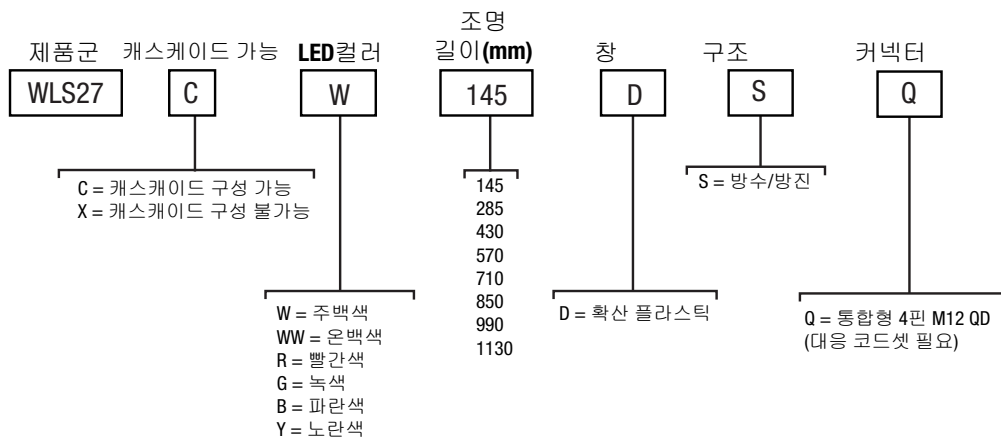 제품군 캐스케이드 가능 LED컬러 조명 길이(mm) 창 구조 커넥터
WLS27 C W 145 D S Q
C = 캐스캐이드 구성 가능
X = 캐스캐이드 구성 불가능
W = 주백색
WW = 온백색
R = 빨간색
G = 녹색
B = 파란색
Y = 노란색
145
285
430
570
710
850
990
1130
D = 확산 플라스틱
S = 방수/방진
Q = 통합형 4핀 M12 QD
(대응 코드셋 필요)